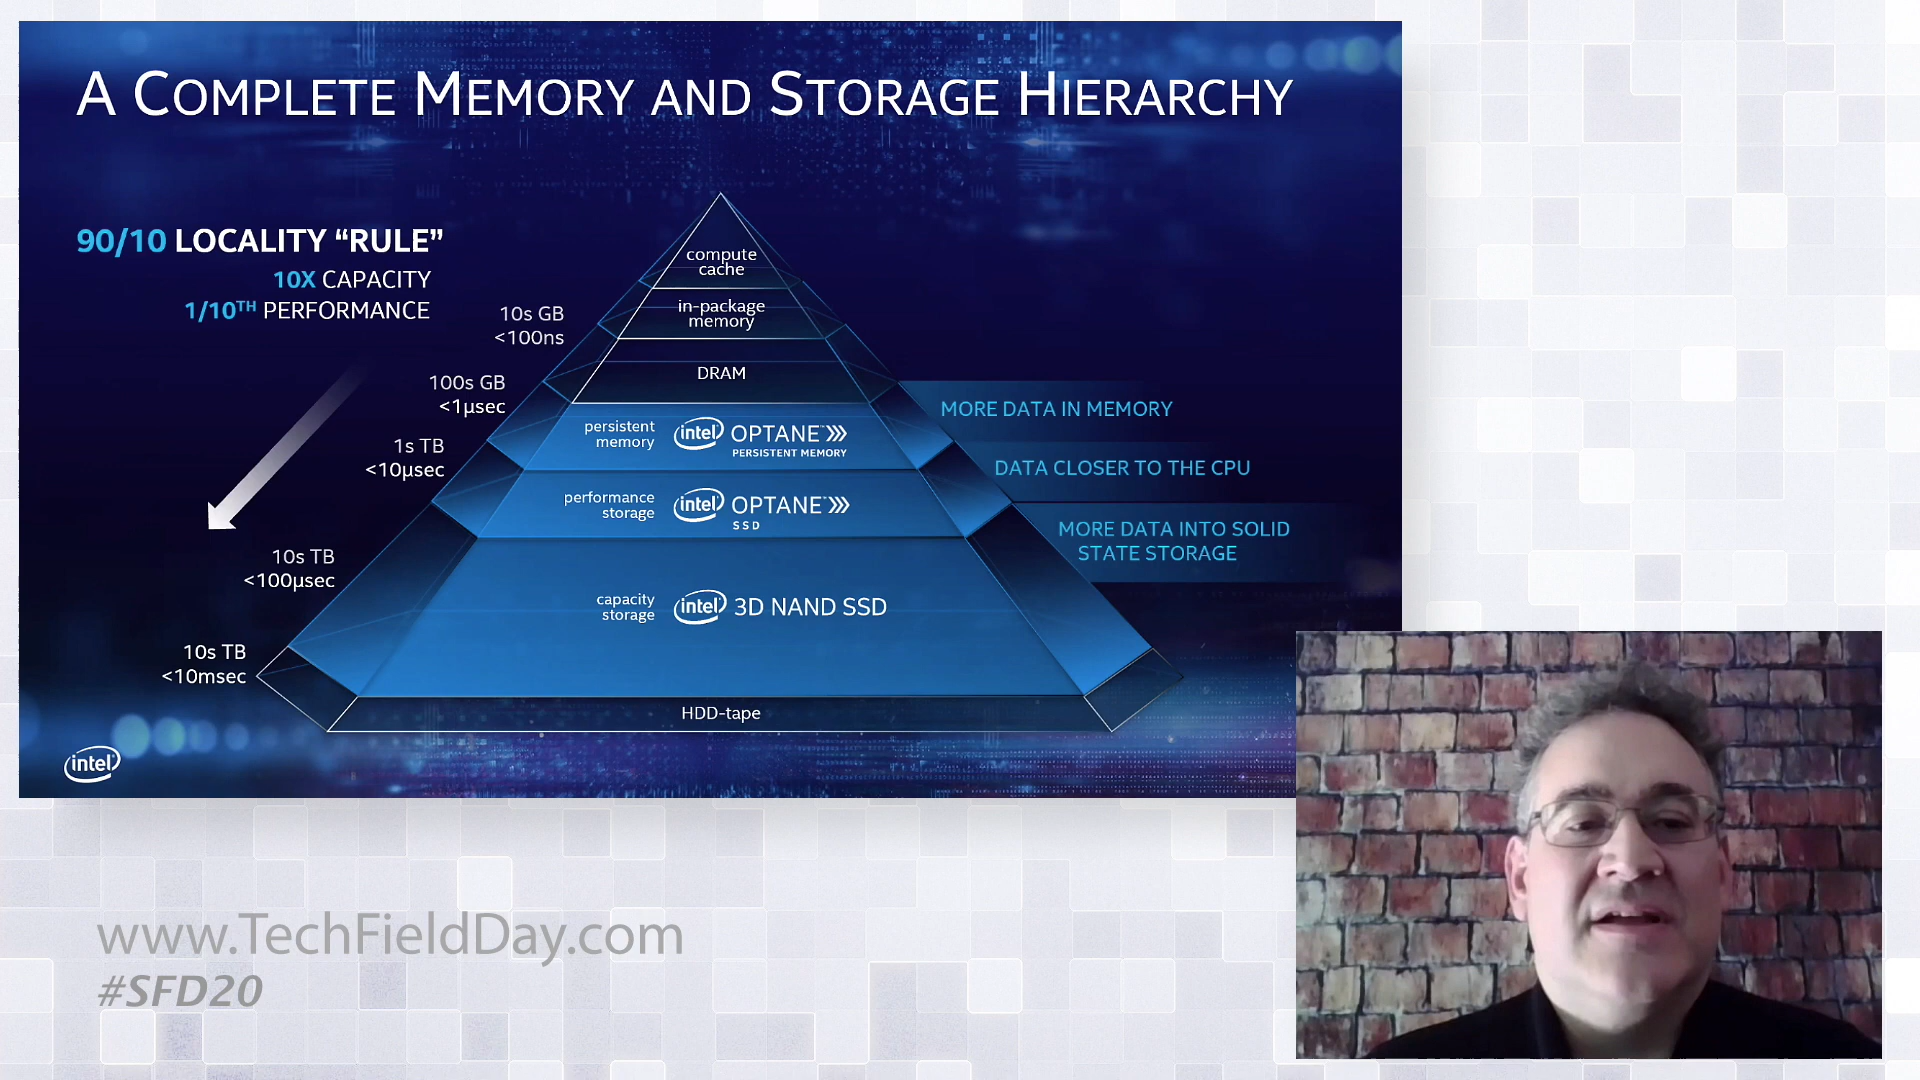 A COMPLETE MEMORY AND STORAGE HIERARCHY
90/10 LOCALITY “RULE”
10X CAPACITY
1/10TH PERFORMANCE
compute
cache
in-package
memory
10s GB
<100ns
DRAM
100s GB
<1µsec
persistent
memory
intel OPTANE
PERSISTENT MEMORY
1s TB
<10µsec
performance
storage
intel OPTANE
SSD
10s TB
<100µsec
capacity
storage
intel 3D NAND SSD
10s TB
<10msec
HDD-tape
MORE DATA IN MEMORY
DATA CLOSER TO THE CPU
MORE DATA INTO SOLID
STATE STORAGE
intel
www.TechFieldDay.com
#SFD20